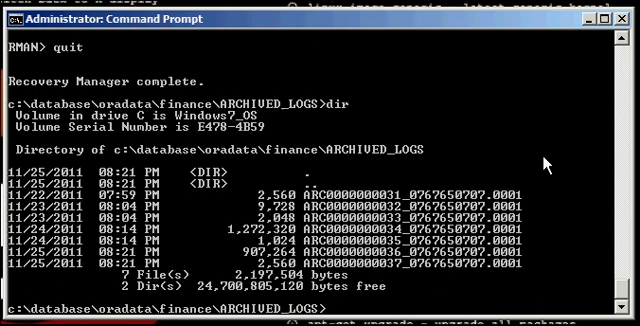 Administrator: Command Prompt
RMAN> quit
Recovery Manager complete.
c:\database\oradata\finance\ARCHIVED_LOGS>dir
Volume in drive C is Windows7_OS
Volume Serial Number is E478-4B59
Directory of c:\database\oradata\finance\ARCHIVED_LOGS
11/25/2011  08:21 PM    <DIR>          .
11/25/2011  08:21 PM    <DIR>          ..
11/22/2011  07:59 PM             2,560 ARC0000000031_0767650707.0001
11/23/2011  08:04 PM             9,728 ARC0000000032_0767650707.0001
11/23/2011  08:04 PM             2,048 ARC0000000033_0767650707.0001
11/24/2011  08:14 PM         1,272,320 ARC0000000034_0767650707.0001
11/24/2011  08:14 PM             1,024 ARC0000000035_0767650707.0001
11/25/2011  08:21 PM           907,264 ARC0000000036_0767650707.0001
11/25/2011  08:21 PM             2,560 ARC0000000037_0767650707.0001
7 File(s)      2,197,504 bytes
2 Dir(s)  24,700,805,120 bytes free
c:\database\oradata\finance\ARCHIVED_LOGS>